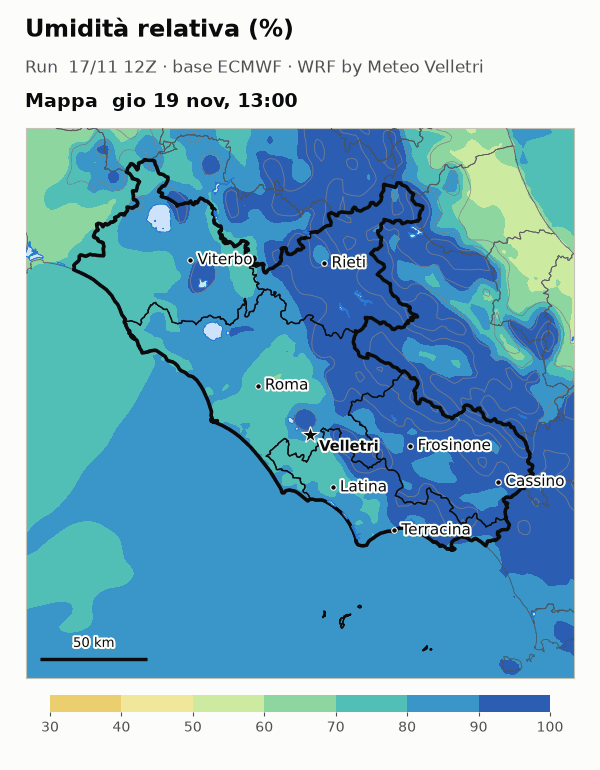 Umidità relativa (%)
Run  17/11 12Z · base ECMWF · WRF by Meteo Velletri
Mappa  gio 19 nov, 13:00
Viterbo
Rieti
Roma
Velletri
Frosinone
Cassino
Latina
Terracina
50 km
30 40 50 60 70 80 90 100